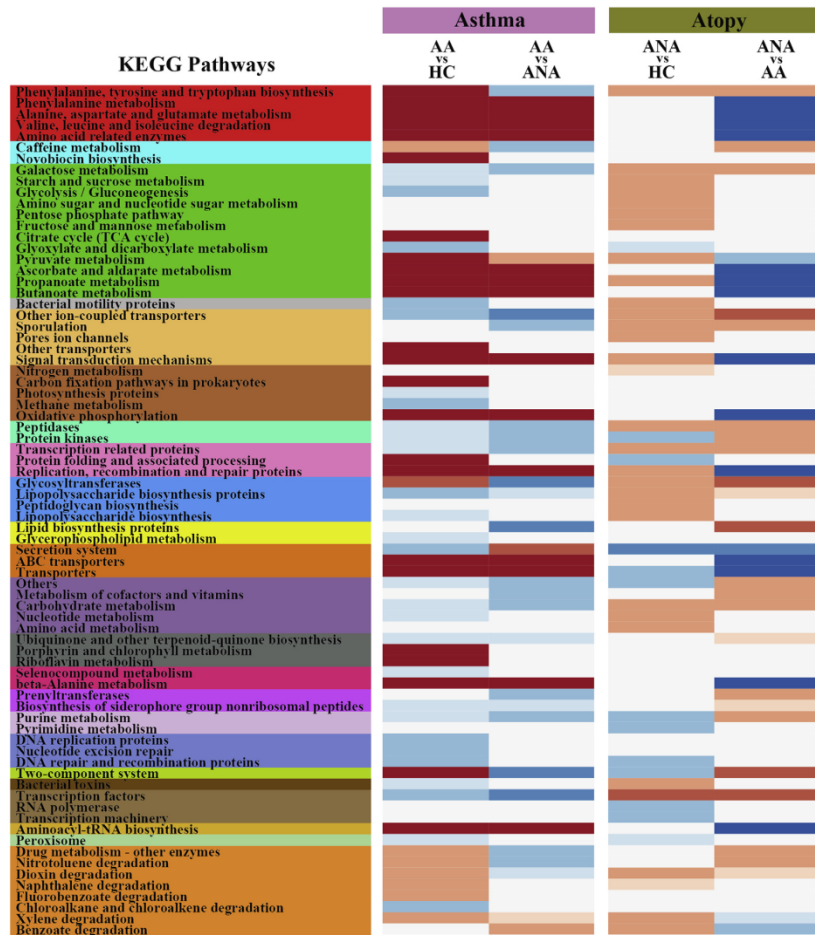 Asthma
Atopy
KEGG Pathways
AA
vs
HC
AA
vs
ANA
ANA
vs
HC
ANA
vs
AA
Phenylalanine, tyrosine and tryptophan biosynthesis
Phenylalanine metabolism
Alanine, aspartate and glutamate metabolism
Valine, leucine and isoleucine degradation
Amino acid related enzymes
Caffeine metabolism
Novobiocin biosynthesis
Galactose metabolism
Starch and sucrose metabolism
Glycolysis / Gluconeogenesis
Amino sugar and nucleotide sugar metabolism
Pentose phosphate pathway
Fructose and mannose metabolism
Citrate cycle (TCA cycle)
Glyoxylate and dicarboxylate metabolism
Pyruvate metabolism
Ascorbate and aldarate metabolism
Propanoate metabolism
Butanoate metabolism
Bacterial motility proteins
Other ion-coupled transporters
Sporulation
Pores ion channels
Other transporters
Signal transduction mechanisms
Nitrogen metabolism
Carbon fixation pathways in prokaryotes
Photosynthesis proteins
Methane metabolism
Oxidative phosphorylation
Peptidases
Protein kinases
Transcription related proteins
Protein folding and associated processing
Replication, recombination and repair proteins
Glycosyltransferases
Lipopolysaccharide biosynthesis proteins
Peptidoglycan biosynthesis
Lipopolysaccharide biosynthesis
Lipid biosynthesis proteins
Glycerophospholipid metabolism
Secretion system
ABC transporters
Transporters
Others
Metabolism of cofactors and vitamins
Carbohydrate metabolism
Nucleotide metabolism
Amino acid metabolism
Ubiquinone and other terpenoid-quinone biosynthesis
Porphyrin and chlorophyll metabolism
Riboflavin metabolism
Selenocompound metabolism
beta-Alanine metabolism
Prenyltransferases
Biosynthesis of siderophore group nonribosomal peptides
Purine metabolism
Pyrimidine metabolism
DNA replication proteins
Nucleotide excision repair
DNA repair and recombination proteins
Two-component system
Bacterial toxins
Transcription factors
RNA polymerase
Transcription machinery
Aminoacyl-tRNA biosynthesis
Peroxisome
Drug metabolism - other enzymes
Nitrotoluene degradation
Dioxin degradation
Naphthalene degradation
Fluorobenzoate degradation
Chloroalkane and chloroalkene degradation
Xylene degradation
Benzoate degradation